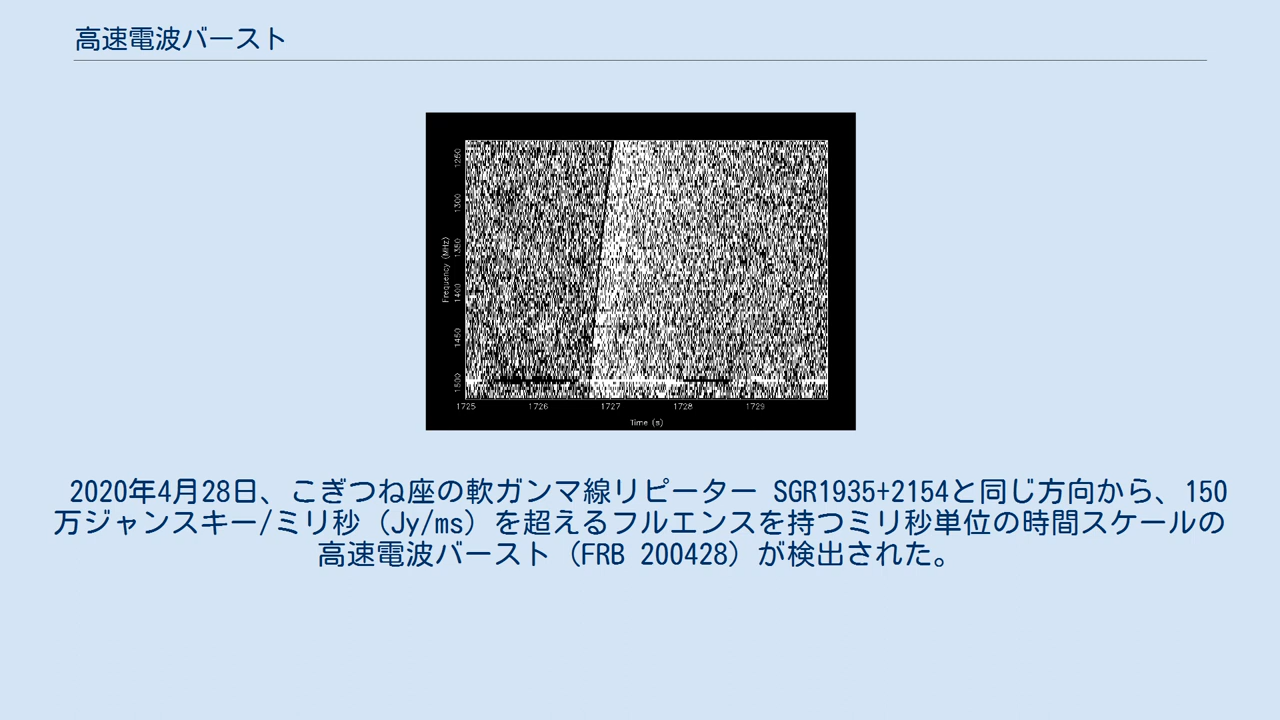 高速電波バースト
1250
1300
1350
1400
1450
1500
Frequency (MHz)
1725 1726 1727 1728 1729
Time (s)
2020年4月28日、こぎつね座の軟ガンマ線リピーター SGR1935+2154と同じ方向から、150
万ジャンスキー/ミリ秒（Jy/ms）を超えるフルエンスを持つミリ秒単位の時間スケールの
高速電波バースト（FRB 200428）が検出された。